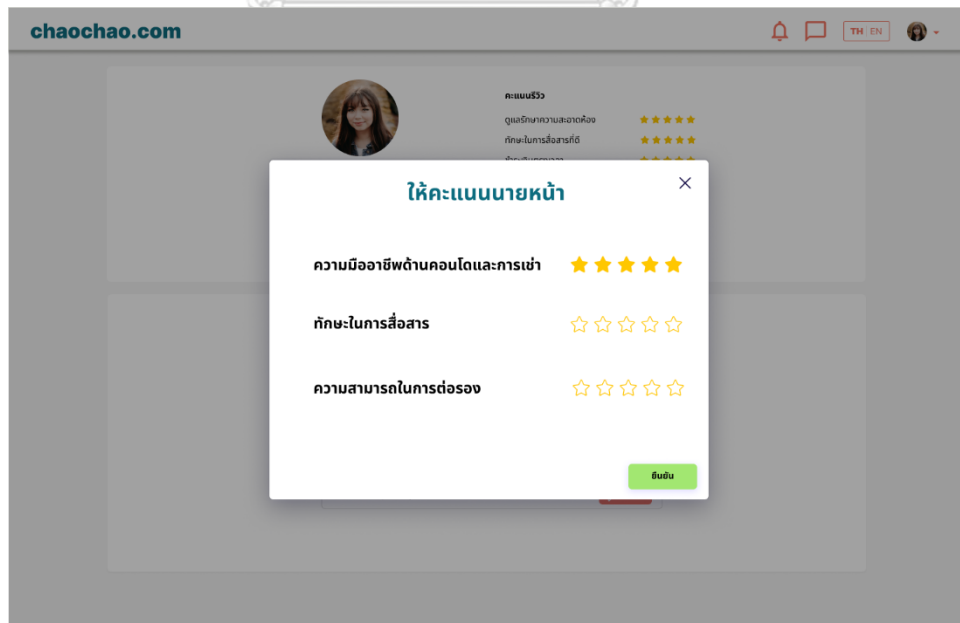 chaochao.com
TH EN
คะแนนรีวิว
ดูแลรักษาความสะอาดห้อง
ทักษะในการสื่อสารที่ดี
ให้คะแนนนายหน้า
ความมืออาชีพด้านคอนโดและการเช่า
ทักษะในการสื่อสาร
ความสามารถในการต่อรอง
ยืนยัน